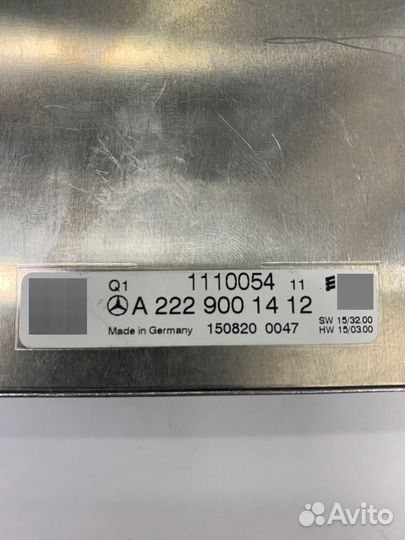 Q1 1110054 11
A 222 900 14 12
SW 15/32.00
Made in Germany 150820 0047 HW 15/03.00
Avito